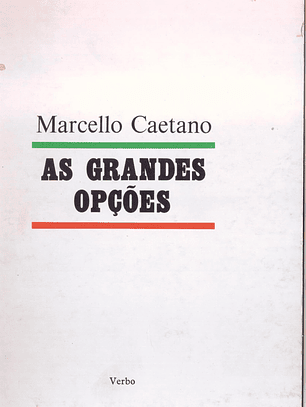 Marcello Caetano
AS GRANDES
OPÇÕES
Verbo